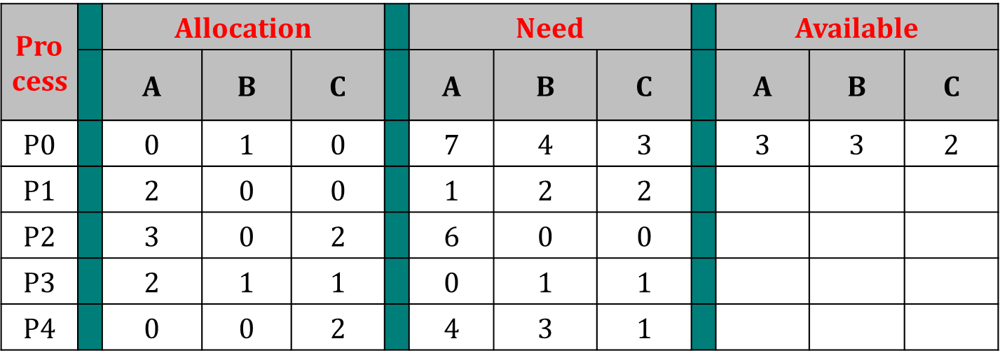 Pro
cess
Allocation Need Available
A B C A B C A B C
P0 0 1 0 7 4 3 3 3 2
P1 2 0 0 1 2 2
P2 3 0 2 6 0 0
P3 2 1 1 0 1 1
P4 0 0 2 4 3 1